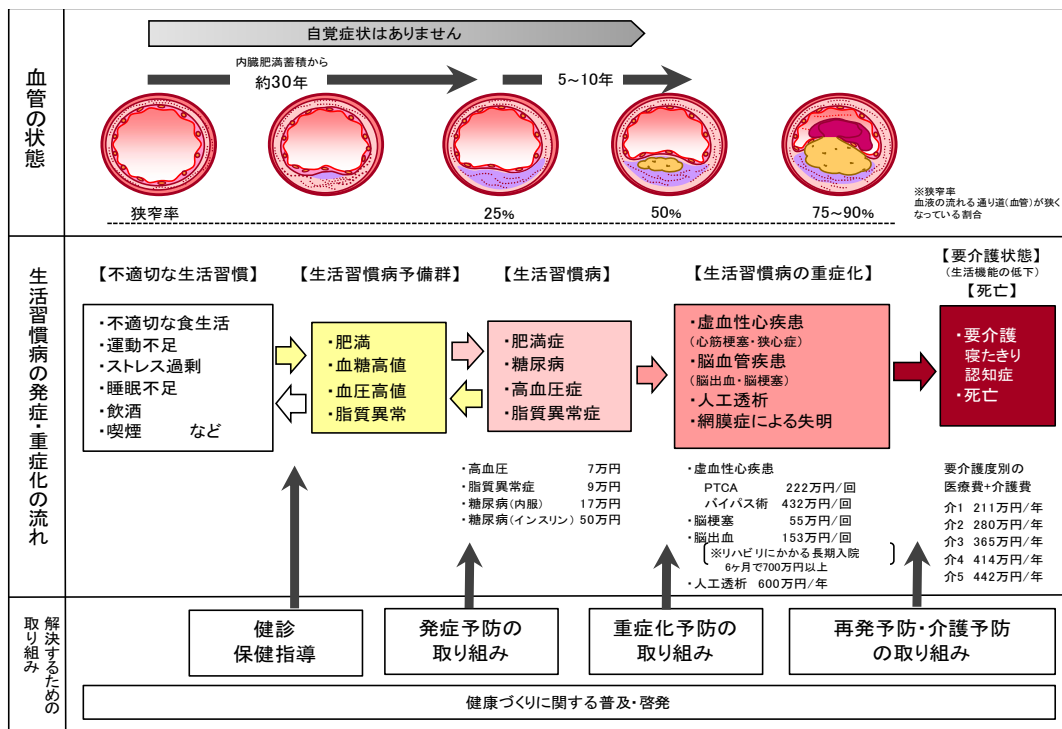 血管の状態
自覚症状はありません
内臓肥満蓄積から
約30年
5～10年
狭窄率
25%
50%
75～90%
※狭窄率
血液の流れる通り道(血管)が狭く
なっている割合
生活習慣病の発症・重症化の流れ
【不適切な生活習慣】
・不適切な食生活
・運動不足
・ストレス過剰
・睡眠不足
・飲酒
・喫煙 など
【生活習慣病予備群】
・肥満
・血糖高値
・血圧高値
・脂質異常
【生活習慣病】
・肥満症
・糖尿病
・高血圧症
・脂質異常症
【生活習慣病の重症化】
・虚血性心疾患
(心筋梗塞・狭心症)
・脳血管疾患
(脳出血・脳梗塞)
・人工透析
・網膜症による失明
【要介護状態】
(生活機能の低下)
【死亡】
・要介護
寝たきり
認知症
・死亡
・高血圧 7万円
・脂質異常症 9万円
・糖尿病(内服) 17万円
・糖尿病(インスリン) 50万円
・虚血性心疾患
PTCA 222万円/回
バイパス術 432万円/回
・脳梗塞 55万円/回
・脳出血 153万円/回
※リハビリにかかる長期入院
6ヶ月で700万円以上
・人工透析 600万円/年
要介護度別の
医療費+介護費
介1 211万円/年
介2 280万円/年
介3 365万円/年
介4 414万円/年
介5 442万円/年
解決するための
取り組み
健診
保健指導
発症予防の
取り組み
重症化予防の
取り組み
再発予防・介護予防
の取り組み
健康づくりに関する普及・啓発